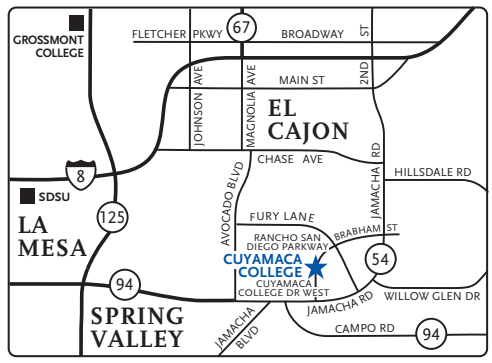 GROSSMONT
COLLEGE
FLETCHER PKWY
67
BROADWAY
2ND ST
JOHNSON AVE
MAGNOLIA AVE
MAIN ST
EL
CAJON
CHASE AVE
JAMACHA RD
HILLSDALE RD
8
SDSU
LA
MESA
125
AVOCADO BLVD
FURY LANE
RANCHO SAN
DIEGO PARKWAY
BRABHAM ST
CUYAMACA
COLLEGE
CUYAMACA
COLLEGE DR WEST
54
94
SPRING
VALLEY
JAMACHA
BLVD
JAMACHA RD
WILLOW GLEN DR
CAMPO RD
94